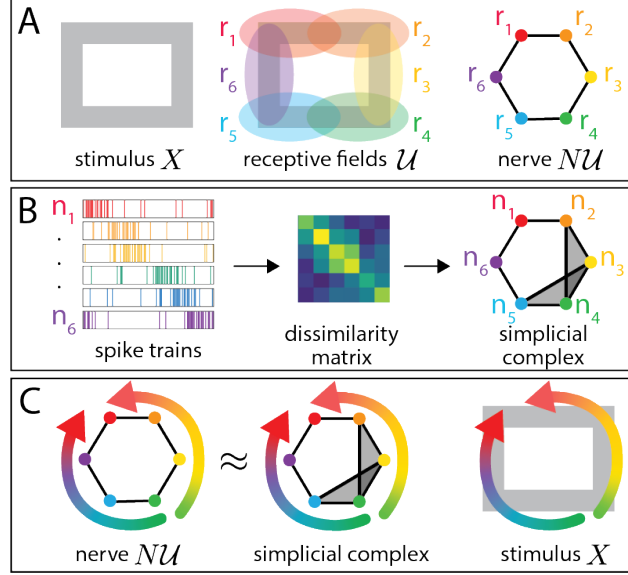 A
r1 r2
r6 r3
r5 r4
r1 r2
r6 r3
r5 r4
stimulus X
receptive fields 𝒰
nerve N𝒰
B
n1
.
.
.
n6
spike trains
dissimilarity
matrix
n1 n2
n6 n3
n5 n4
simplicial
complex
C
≈
nerve N𝒰
simplicial complex
stimulus X